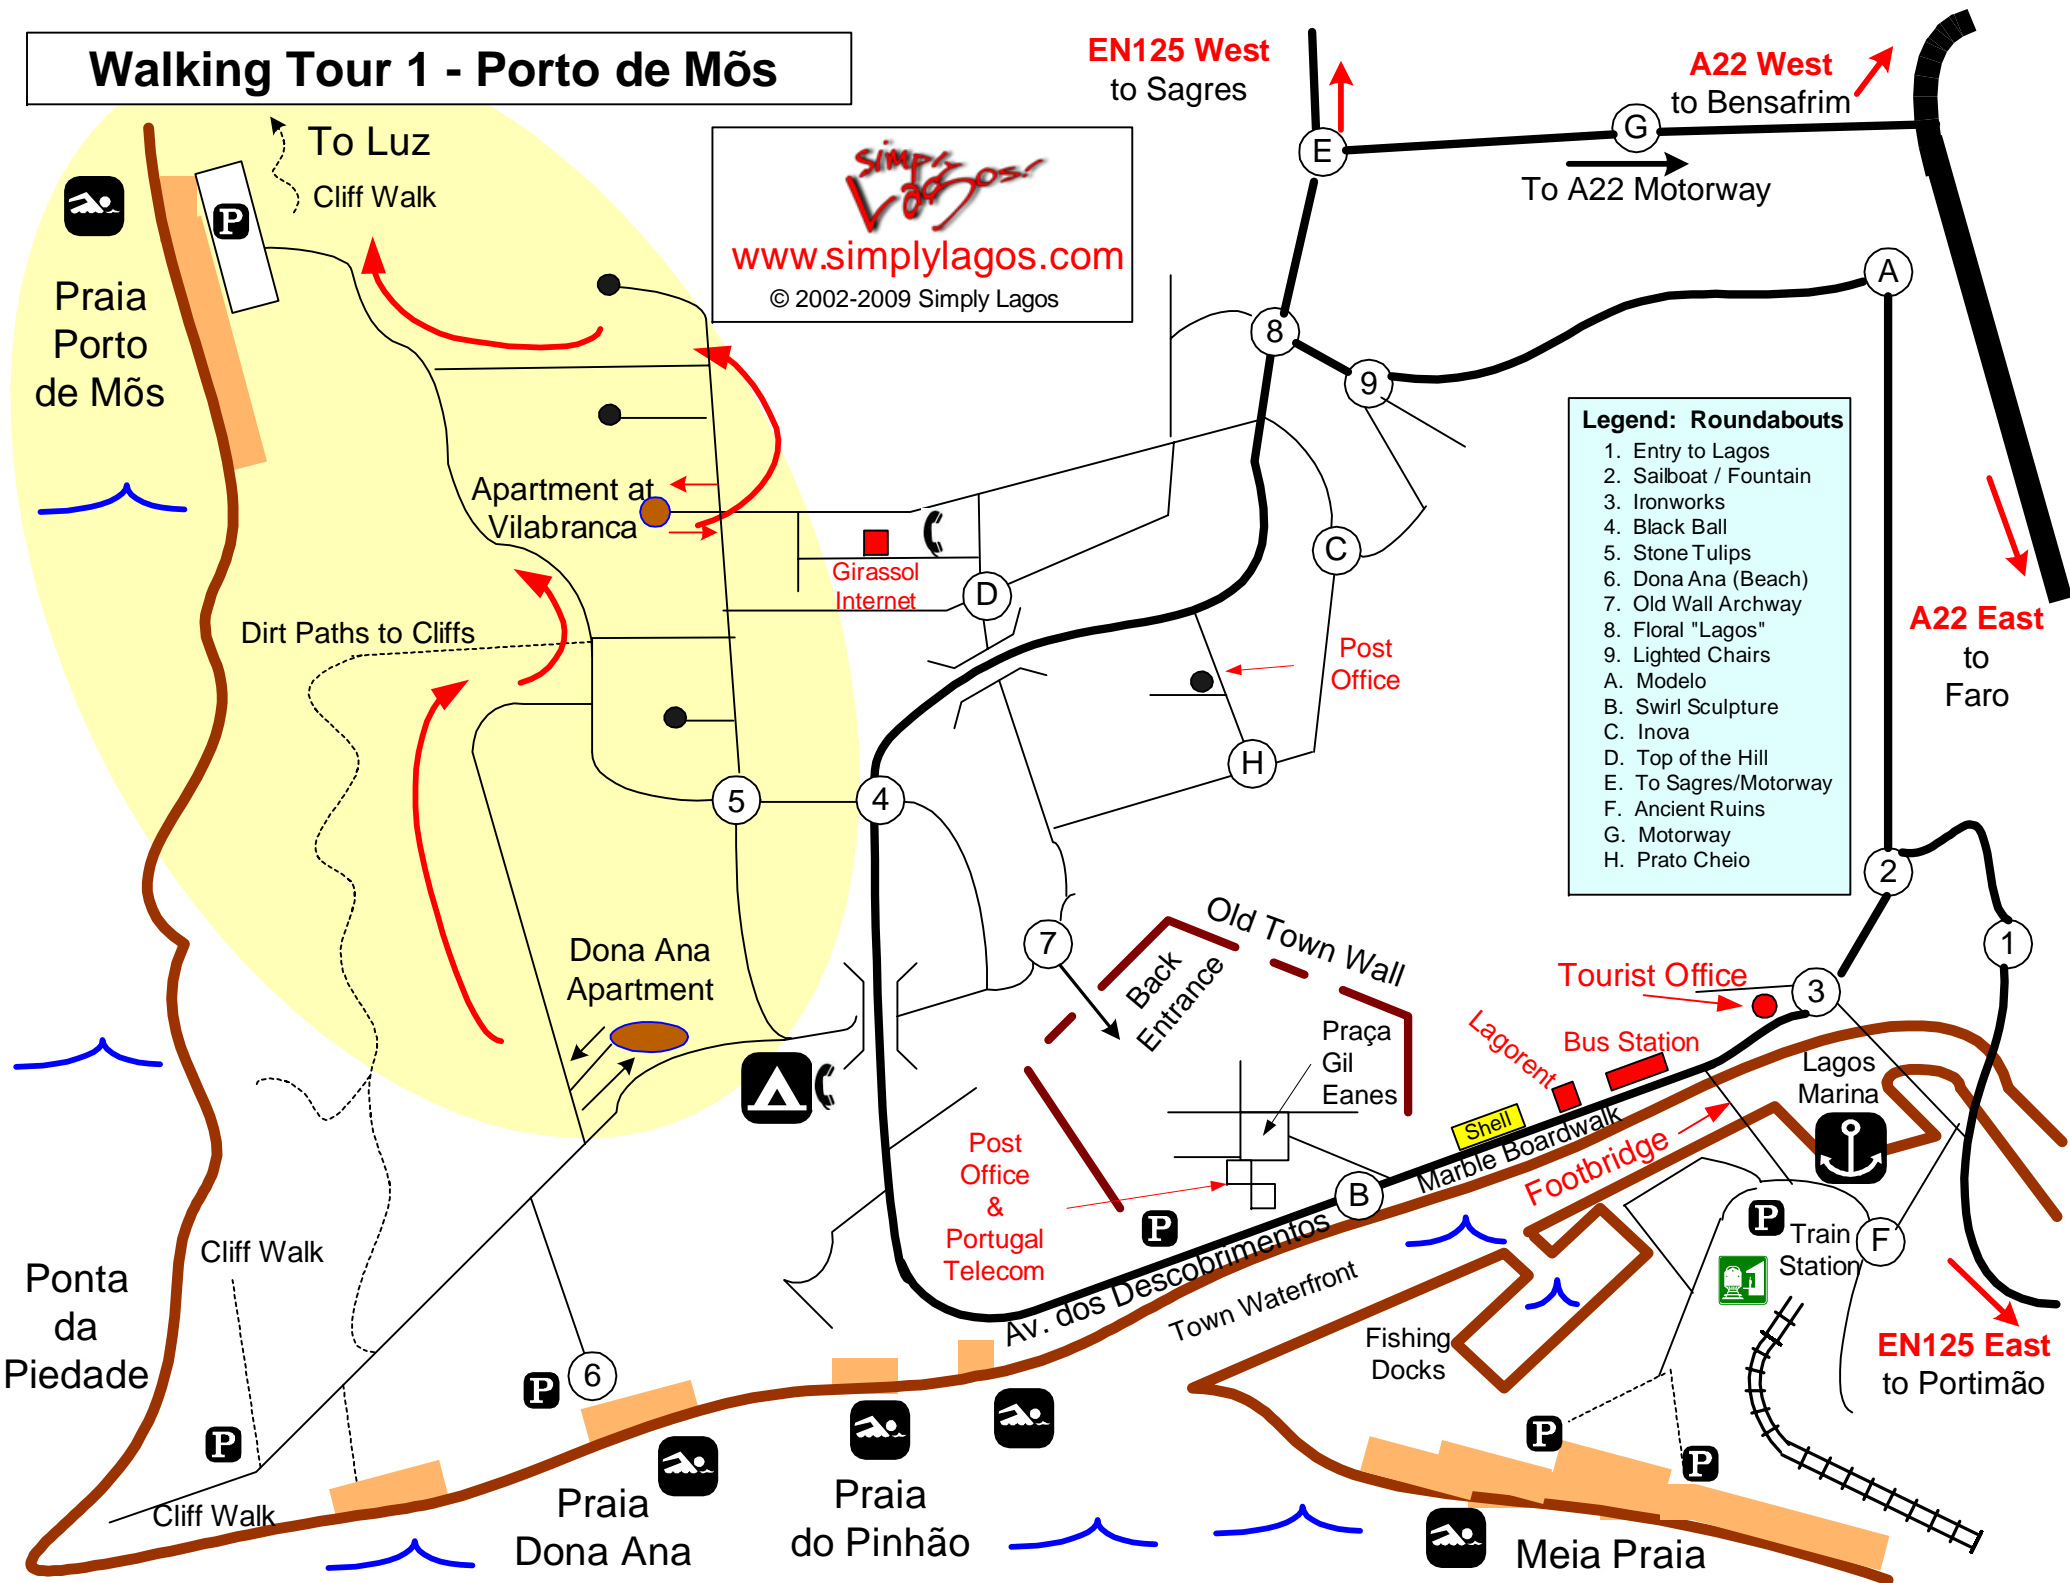 Walking Tour 1 - Porto de Mõs
EN125 West
to Sagres
A22 West
to Bensafrim
To Luz
Cliff Walk
P
simply
Lagos!
www.simplylagos.com
© 2002-2009 Simply Lagos
E
G
To A22 Motorway
A
8
9
Praia
Porto
de Mõs
Legend: Roundabouts
1. Entry to Lagos
2. Sailboat / Fountain
3. Ironworks
4. Black Ball
5. Stone Tulips
6. Dona Ana (Beach)
7. Old Wall Archway
8. Floral "Lagos"
9. Lighted Chairs
A. Modelo
B. Swirl Sculpture
C. Inova
D. Top of the Hill
E. To Sagres/Motorway
F. Ancient Ruins
G. Motorway
H. Prato Cheio
Apartment at
Vilabranca
Girassol
Internet
C
D
Dirt Paths to Cliffs
Post
Office
A22 East
to
Faro
H
5
4
2
1
7
3
Old Town Wall
Back
Entrance
Dona Ana
Apartment
Tourist Office
Praça
Gil
Eanes
Lagorent
Bus Station
Shell
Lagos
Marina
Marble Boardwalk
Footbridge
Post
Office
&
Portugal
Telecom
P
B
Av. dos Descobrimentos
Town Waterfront
P
Train
Station
F
Fishing
Docks
EN125 East
to Portimão
Cliff Walk
Ponta
da
Piedade
P
6
P
Cliff Walk
Praia
Dona Ana
Praia
do Pinhão
P
P
Meia Praia